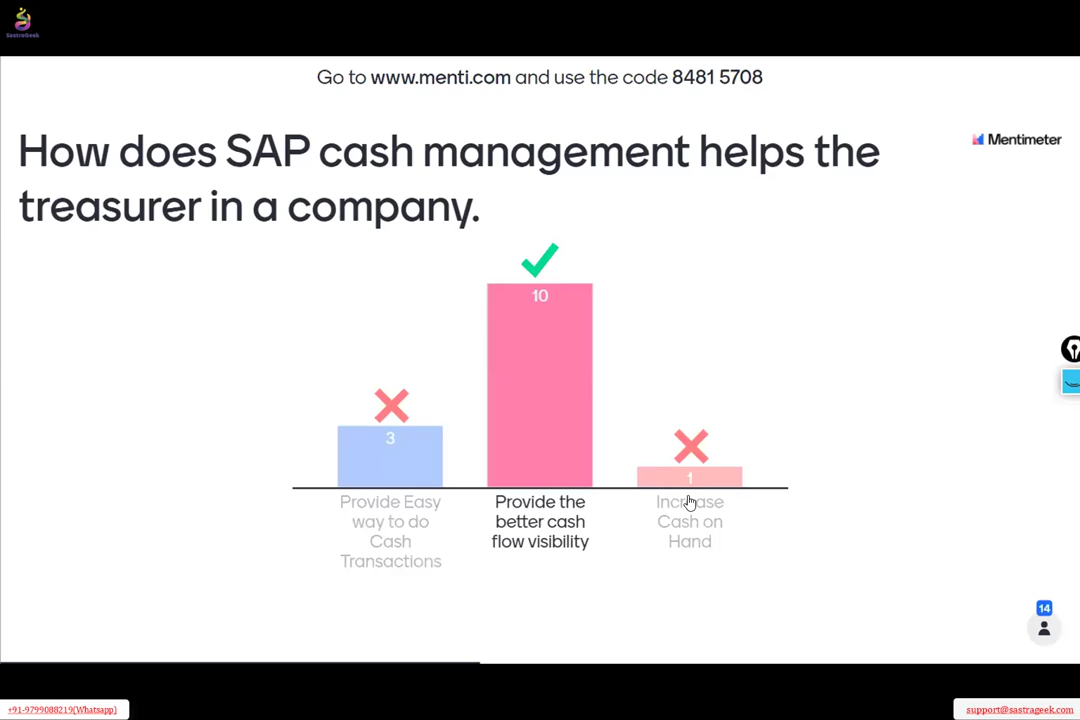 SastraGeek
Go to www.menti.com and use the code 8481 5708
How does SAP cash management helps the
treasurer in a company.
Mentimeter
10
3
1
Provide Easy
way to do
Cash
Transactions
Provide the
better cash
flow visibility
Increase
Cash on
Hand
14
+91-9799088219(Whatsapp)
support@sastrageek.com